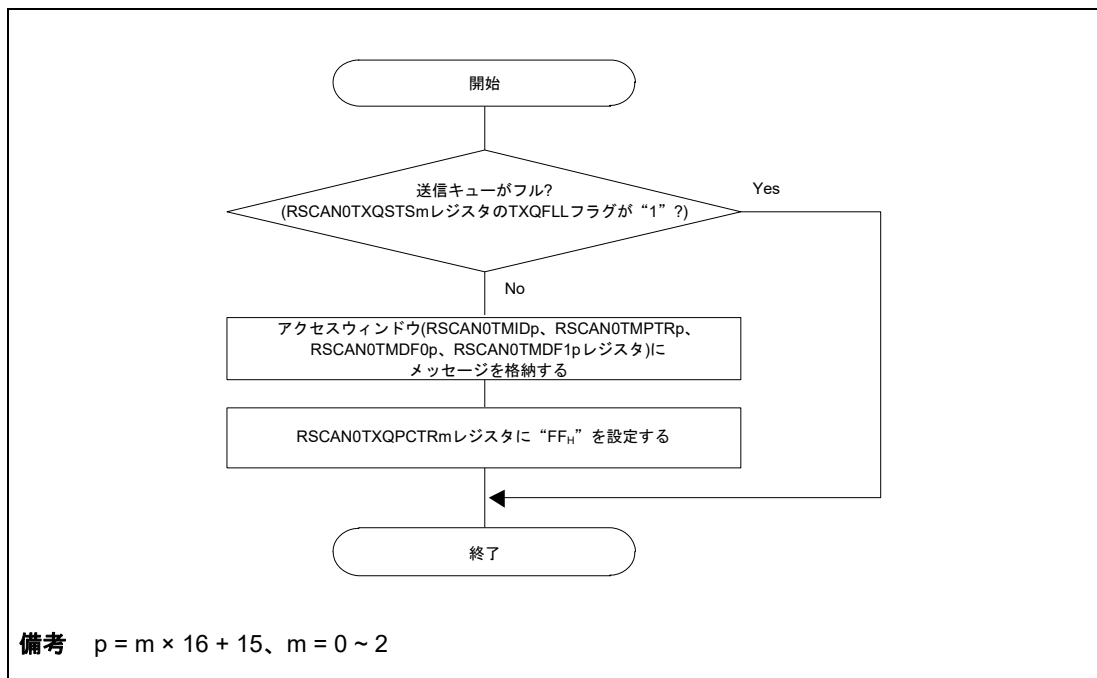 開始
送信キューがフル?
(RSCAN0TXQSTSmレジスタのTXQFLLフラグが“1”?)
Yes
No
アクセスウィンドウ(RSCAN0TMIDp、RSCAN0TMPTRp、
RSCAN0TMDF0p、RSCAN0TMDF1pレジスタ)に
メッセージを格納する
RSCAN0TXQPCTRmレジスタに“FFH”を設定する
終了
備考 p = m × 16 + 15、m = 0 ~ 2